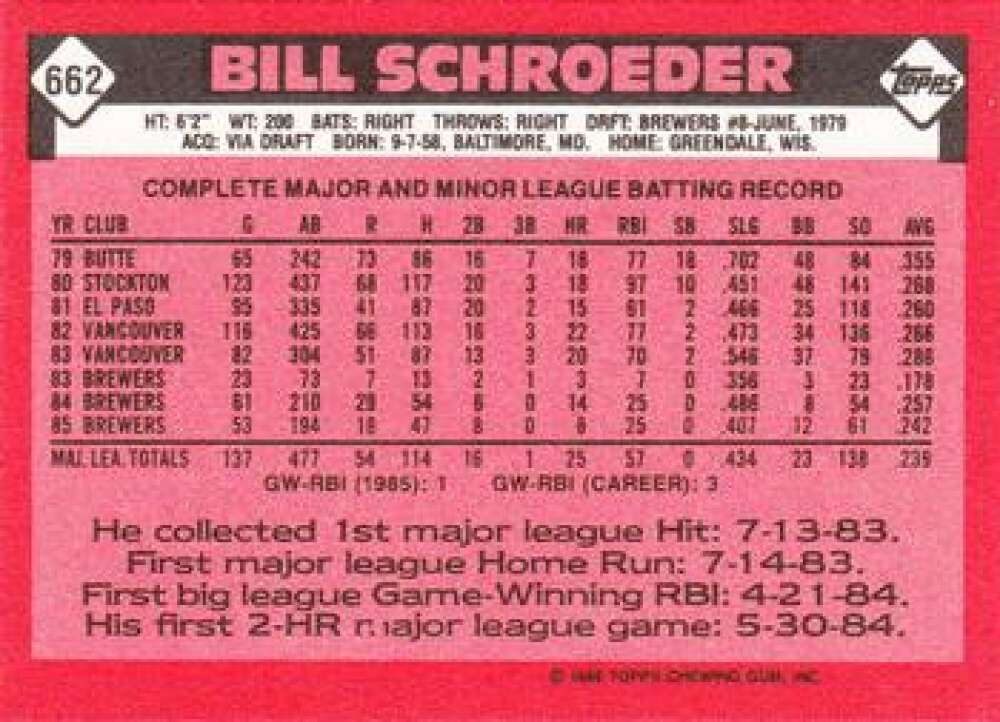 662 BILL SCHROEDER TOPPS
HT: 6'2" WT: 200 BATS: RIGHT THROWS: RIGHT DRFT: BREWERS #8-JUNE, 1979
ACQ: VIA DRAFT BORN: 9-7-58, BALTIMORE, MD. HOME: GREENDALE, WIS.
COMPLETE MAJOR AND MINOR LEAGUE BATTING RECORD
YR CLUB G AB R H 2B 3B HR RBI SB SLG BB SO AVG
79 BUTTE 65 242 73 86 16 7 18 77 18 .702 48 84 .355
80 STOCKTON 123 437 68 117 20 3 18 97 10 .451 48 141 .268
81 EL PASO 95 335 41 87 20 2 15 61 2 .466 25 118 .260
82 VANCOUVER 116 425 66 113 16 3 22 77 2 .473 34 136 .266
83 VANCOUVER 82 304 51 87 13 3 20 70 2 .546 37 79 .286
83 BREWERS 23 73 7 13 2 1 3 7 0 .356 3 23 .178
84 BREWERS 61 210 29 54 6 0 14 25 0 .486 8 54 .257
85 BREWERS 53 194 18 47 8 0 8 25 0 .407 12 61 .242
MAJ. LEA. TOTALS 137 477 54 114 16 1 25 57 0 .434 23 138 .239
GW-RBI (1985): 1 GW-RBI (CAREER): 3
He collected 1st major league Hit: 7-13-83.
First major league Home Run: 7-14-83.
First big league Game-Winning RBI: 4-21-84.
His first 2-HR major league game: 5-30-84.
© 1986 TOPPS CHEWING GUM, INC.